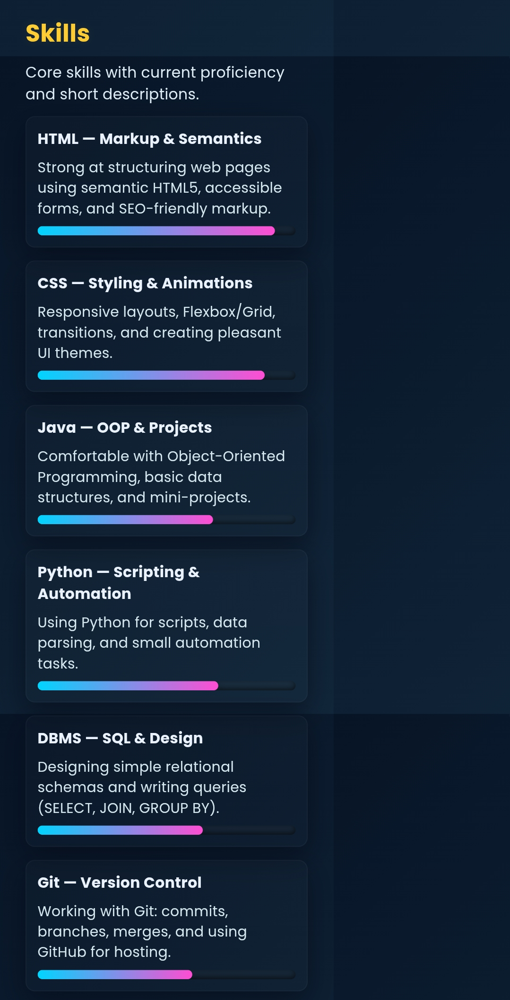 Skills
Core skills with current proficiency
and short descriptions.
HTML — Markup & Semantics
Strong at structuring web pages
using semantic HTML5, accessible
forms, and SEO-friendly markup.
CSS — Styling & Animations
Responsive layouts, Flexbox/Grid,
transitions, and creating pleasant
UI themes.
Java — OOP & Projects
Comfortable with Object-Oriented
Programming, basic data
structures, and mini-projects.
Python — Scripting &
Automation
Using Python for scripts, data
parsing, and small automation
tasks.
DBMS — SQL & Design
Designing simple relational
schemas and writing queries
(SELECT, JOIN, GROUP BY).
Git — Version Control
Working with Git: commits,
branches, merges, and using
GitHub for hosting.